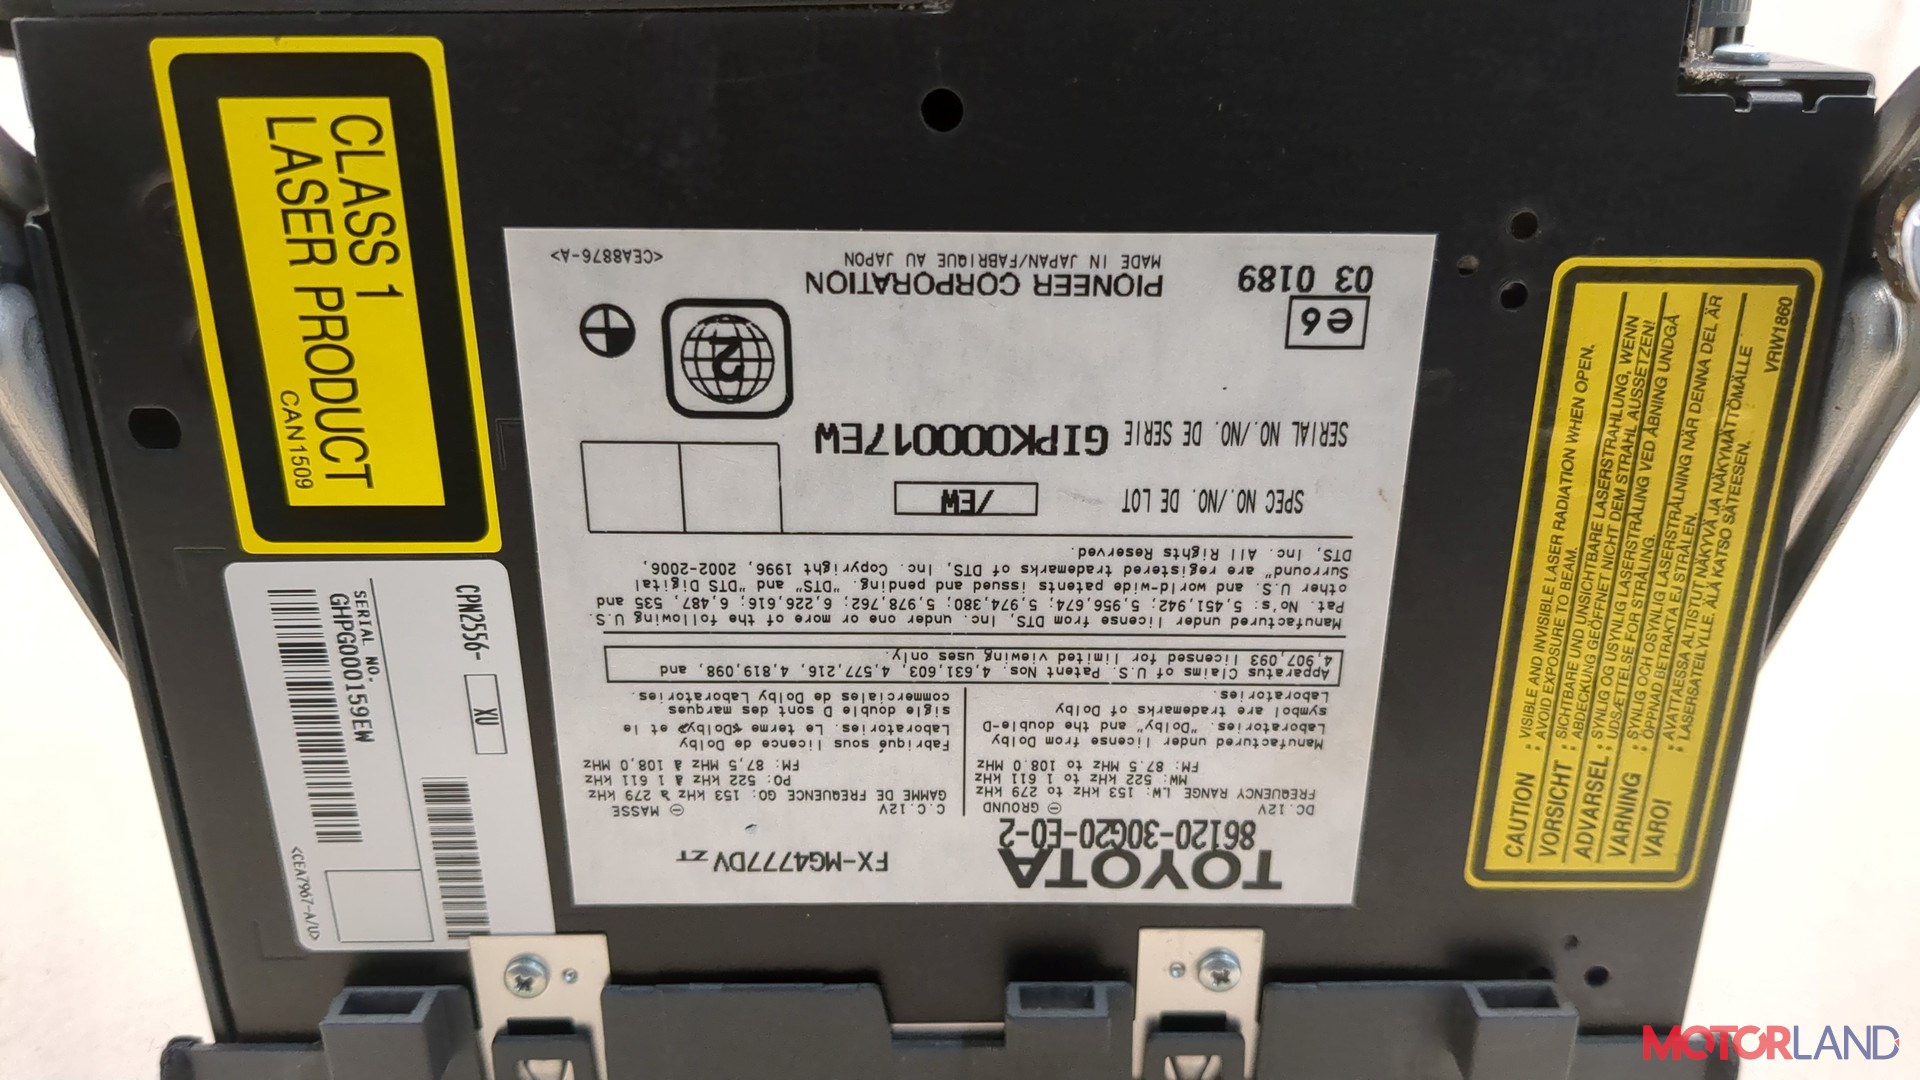 CLASS 1
LASER PRODUCT
CAN1509
CPN2556-
XU
SERIAL NO.
GHPG000159EW
<CEA7967-A/U>
TOYOTA
86120-30G20-E0-2
FX-MG4777DV ZT
DC.12V ⊖ GROUND
FREQUENCY RANGE LW: 153 kHz to 279 kHz
MW: 522 kHz to 1 611 kHz
FM: 87.5 MHz to 108.0 MHz
Manufactured under license from Dolby
Laboratories. "Dolby" and the double-D
symbol are trademarks of Dolby
Laboratories.
C.C.12V ⊖ MASSE
GAMME DE FREQUENCE GO: 153 kHz à 279 kHz
PO: 522 kHz à 1 611 kHz
FM: 87,5 MHz à 108,0 MHz
Fabriqué sous licence de Dolby
Laboratories. Le terme «Dolby» et le
sigle double D sont des marques
commerciales de Dolby Laboratories.
Apparatus Claims of U.S. Patent Nos. 4,631,603, 4,577,216, 4,819,098, and
4,907,093 licensed for limited viewing uses only.
Manufactured under license from DTS, Inc. under one or more of the following U.S.
Pat. No's: 5,451,942; 5,956,674; 5,974,380; 5,978,762; 6,226,616; 6,487,535 and
other U.S. and world-wide patents issued and pending. "DTS" and "DTS Digital
Surround" are registered trademarks of DTS, Inc. Copyright 1996, 2002-2006,
DTS, Inc. All Rights Reserved.
SPEC NO./NO. DE LOT /EW
SERIAL NO./NO. DE SERIE GIPK000017EW
e6
03 0189
2
PIONEER CORPORATION
MADE IN JAPAN/FABRIQUE AU JAPON
<CEA8876-A>
CAUTION : VISIBLE AND INVISIBLE LASER RADIATION WHEN OPEN,
AVOID EXPOSURE TO BEAM.
VORSICHT : SICHTBARE UND UNSICHTBARE LASERSTRAHLUNG, WENN
ABDECKUNG GEÖFFNET NICHT DEM STRAHL AUSSETZEN!
ADVARSEL : SYNLIG OG USYNLIG LASERSTRÅLING VED ÅBNING UNDGÅ
UDSÆTTELSE FOR STRÅLING.
VARNING : SYNLIG OCH OSYNLIG LASERSTRÅLNING NÄR DENNA DEL ÄR
ÖPPNAD BETRAKTA EJ STRÅLEN.
VAROI : AVATTAESSA ALTISTUT NÄKYVÄ JA NÄKYMÄTTÖMÄLLE
LASERSÄTEILYLLE. ÄLÄ KATSO SÄTEESEN.
VRW1860
MOTORLAND